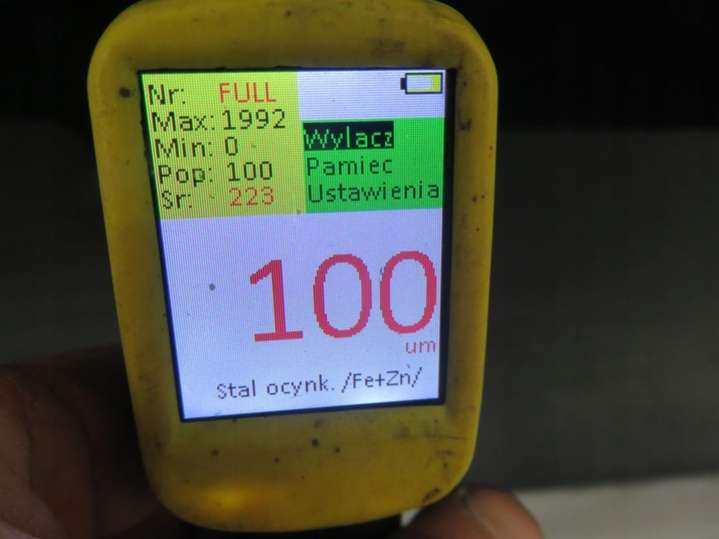 Nr: FULL
Max: 1992
Min: 0
Pop: 100
Sr: 223
Wylacz
Pamiec
Ustawienia
100
um
Stal ocynk. /Fe+Zn/